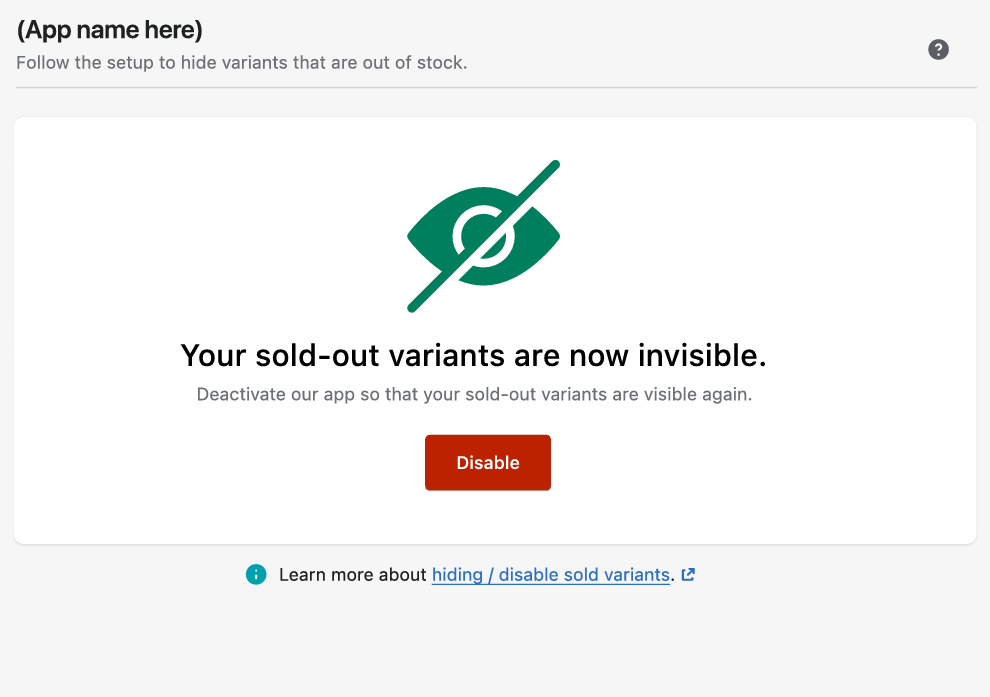 (App name here)
Follow the setup to hide variants that are out of stock.
?
Your sold-out variants are now invisible.
Deactivate our app so that your sold-out variants are visible again.
Disable
Learn more about hiding / disable sold variants.